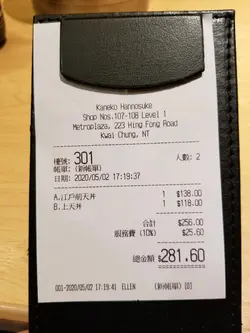 Kaneko Hannosuke
Shop Nos.107-108 Level 1
Metroplaza, 223 Hing Fong Road
Kwai Chung, NT
檯號: 301 人數: 2
帳單: (新帳單)
日期: 2020/05/02 17:19:37
A.江戶前天丼 1 $138.00
B.上天丼 1 $118.00
合計 $256.00
服務費 (10%) $25.60
總金額 $281.60
001-2020/05/02 17:19:41 ELLEN (新帳單) [0]